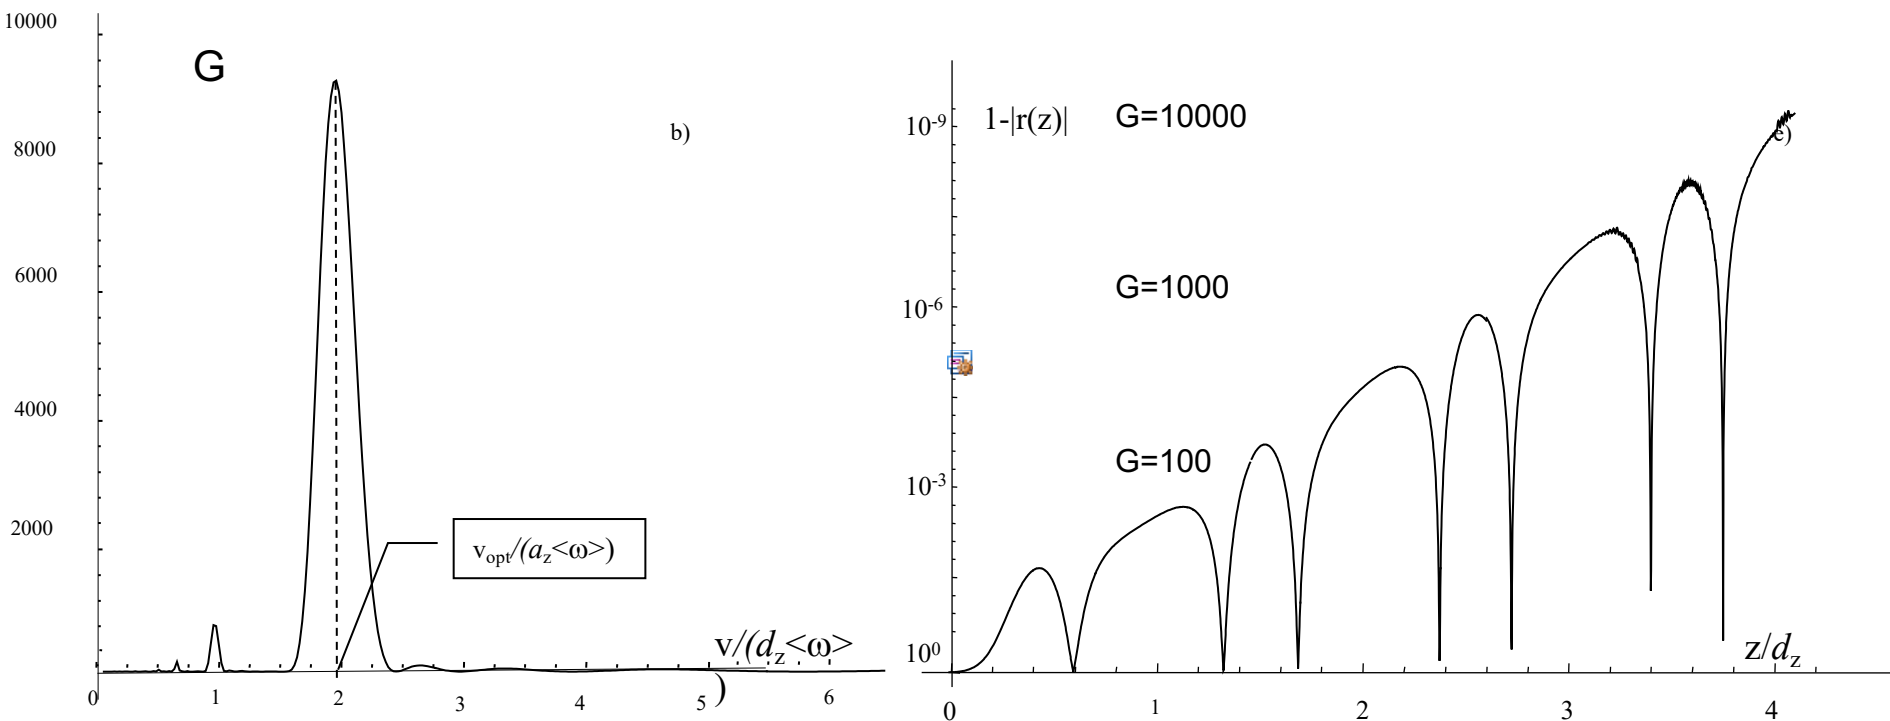 10000
G
b)
8000
6000
4000
2000
v_opt/(a_z<ω>)
v/(d_z<ω>
)
0
1
2
3
4
5
6
1-|r(z)|
G=10000
10^-9
e)
G=1000
10^-6
G=100
10^-3
10^0
z/d_z
0
1
2
3
4